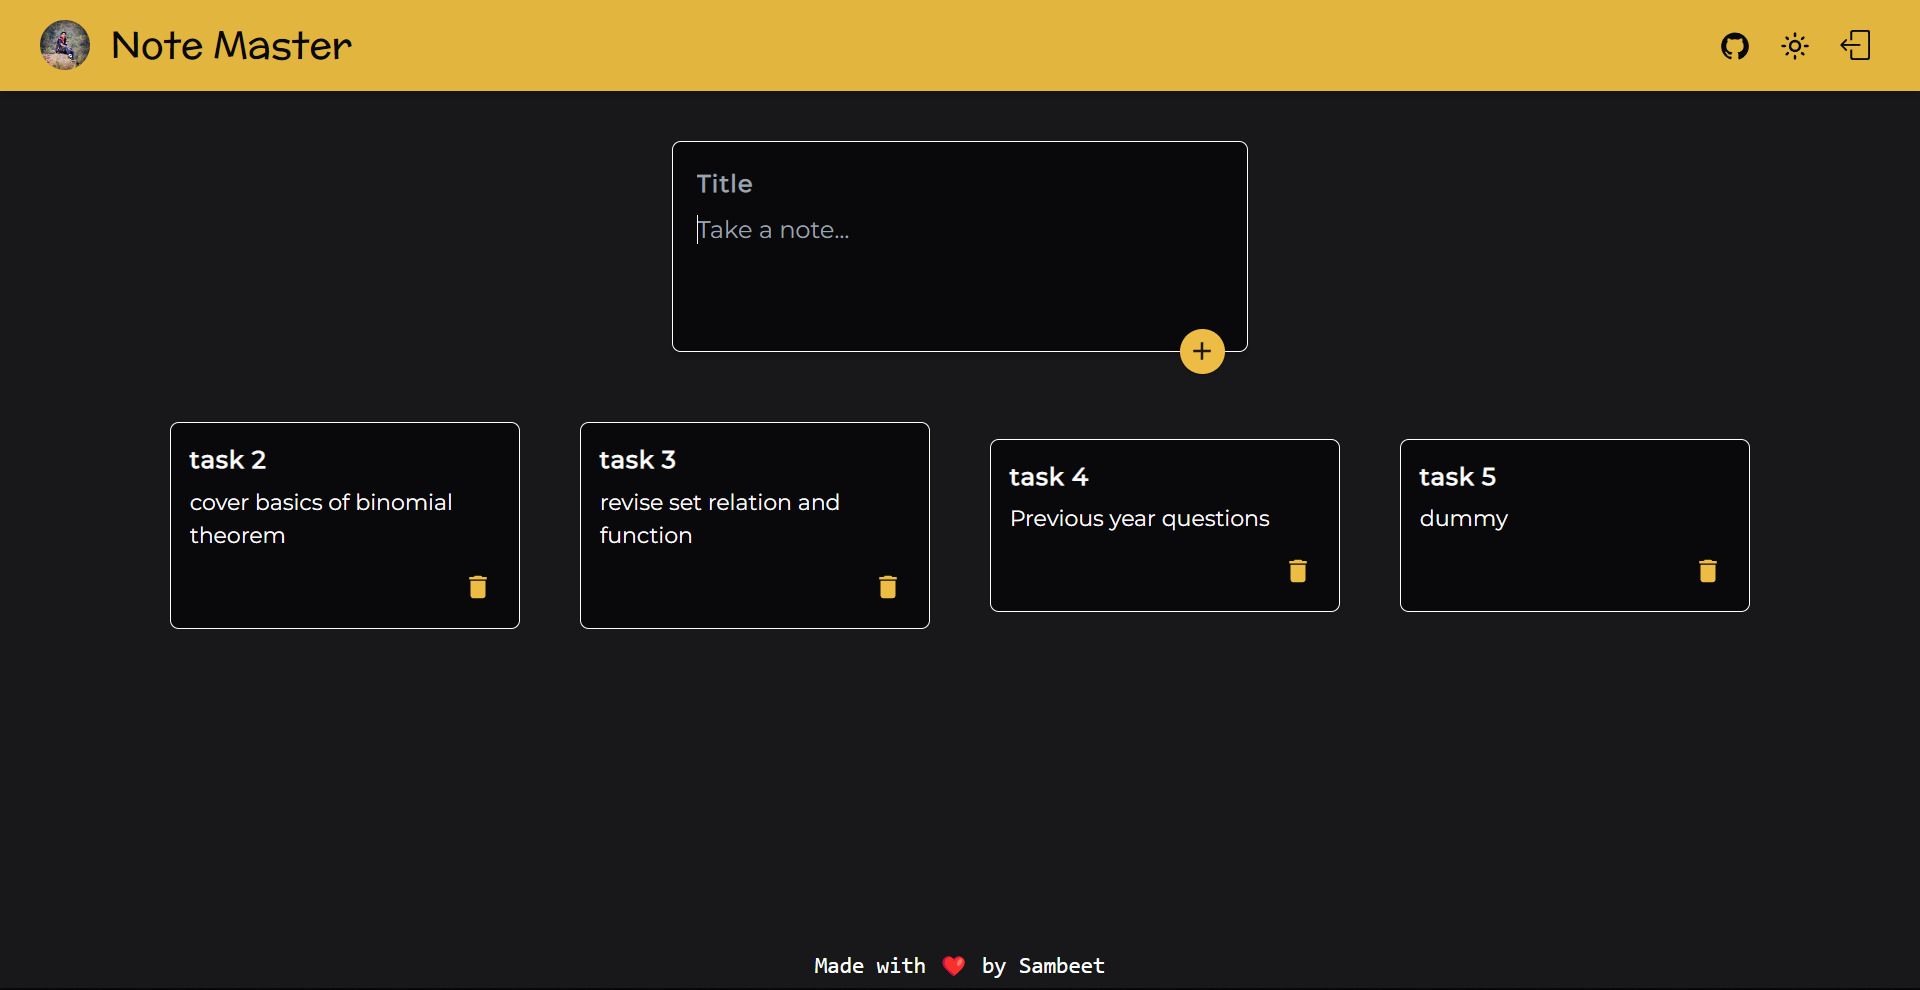 Note Master
Title
Take a note...
task 2
cover basics of binomial
theorem
task 3
revise set relation and
function
task 4
Previous year questions
task 5
dummy
Made with ❤️ by Sambeet